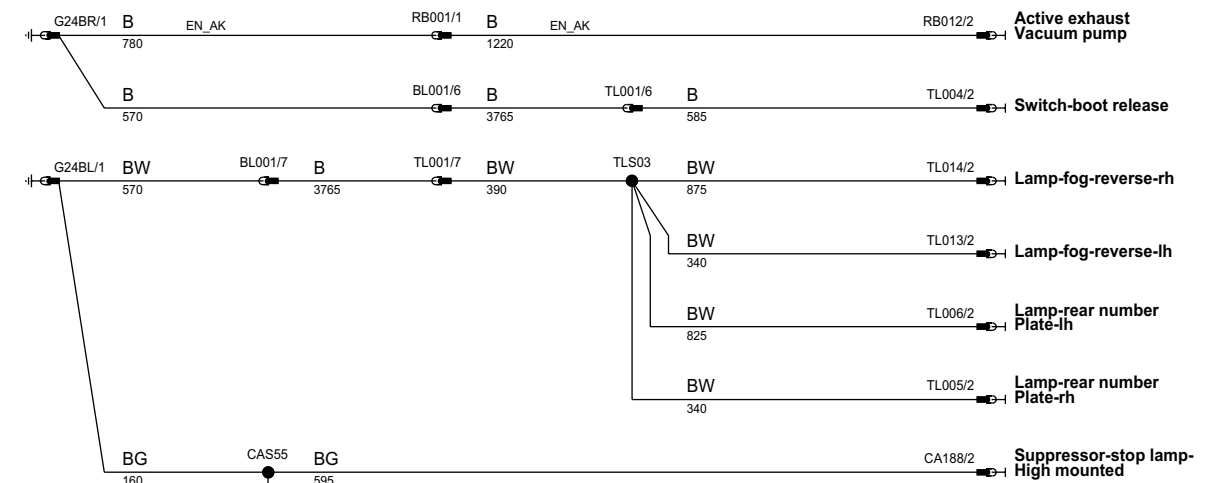 G24BR/1 B EN_AK RB001/1 B EN_AK RB012/2 Active exhaust
Vacuum pump
780 1220
B BL001/6 B TL001/6 B TL004/2 Switch-boot release
570 3765 585
G24BL/1 BW BL001/7 B TL001/7 BW TLS03 BW TL014/2 Lamp-fog-reverse-rh
570 3765 390 875
BW TL013/2 Lamp-fog-reverse-lh
340
BW TL006/2 Lamp-rear number
Plate-lh
825
BW TL005/2 Lamp-rear number
Plate-rh
340
BG CAS55 BG CA188/2 Suppressor-stop lamp-
High mounted
160 595